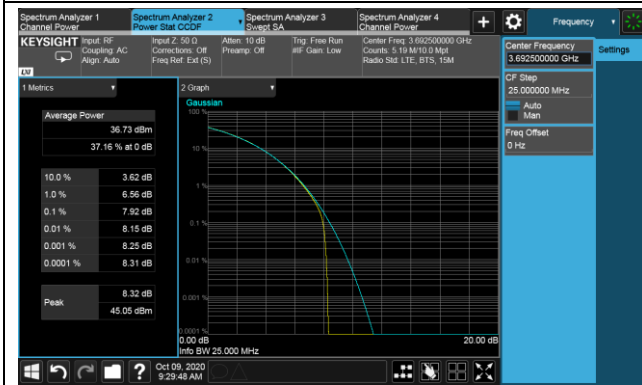 Spectrum Analyzer 1
Channel Power
Spectrum Analyzer 2
Power Stat CCDF
Spectrum Analyzer 3
Swept SA
Spectrum Analyzer 4
Channel Power
Frequency
KEYSIGHT
Input: RF
Coupling: AC
Align: Auto
Input Z: 50 Ω
Corrections: Off
Freq Ref: Ext (S)
Atten: 10 dB
Preamp: Off
Trig: Free Run
#IF Gain: Low
Center Freq: 3.692500000 GHz
Counts: 5.19 M/10.0 Mpt
Radio Std: LTE, BTS, 15M
LXI
Center Frequency
3.692500000 GHz
Settings
CF Step
25.000000 MHz
Auto
Man
Freq Offset
0 Hz
1 Metrics
Average Power
36.73 dBm
37.16 % at 0 dB
10.0 % 3.62 dB
1.0 % 6.56 dB
0.1 % 7.92 dB
0.01 % 8.15 dB
0.001 % 8.25 dB
0.0001 % 8.31 dB
Peak
8.32 dB
45.05 dBm
2 Graph
Gaussian
100 %
10 %
1 %
0.1 %
0.01 %
0.001 %
0.0001 %
0.00 dB
20.00 dB
Info BW 25.000 MHz
Oct 09, 2020
9:29:48 AM